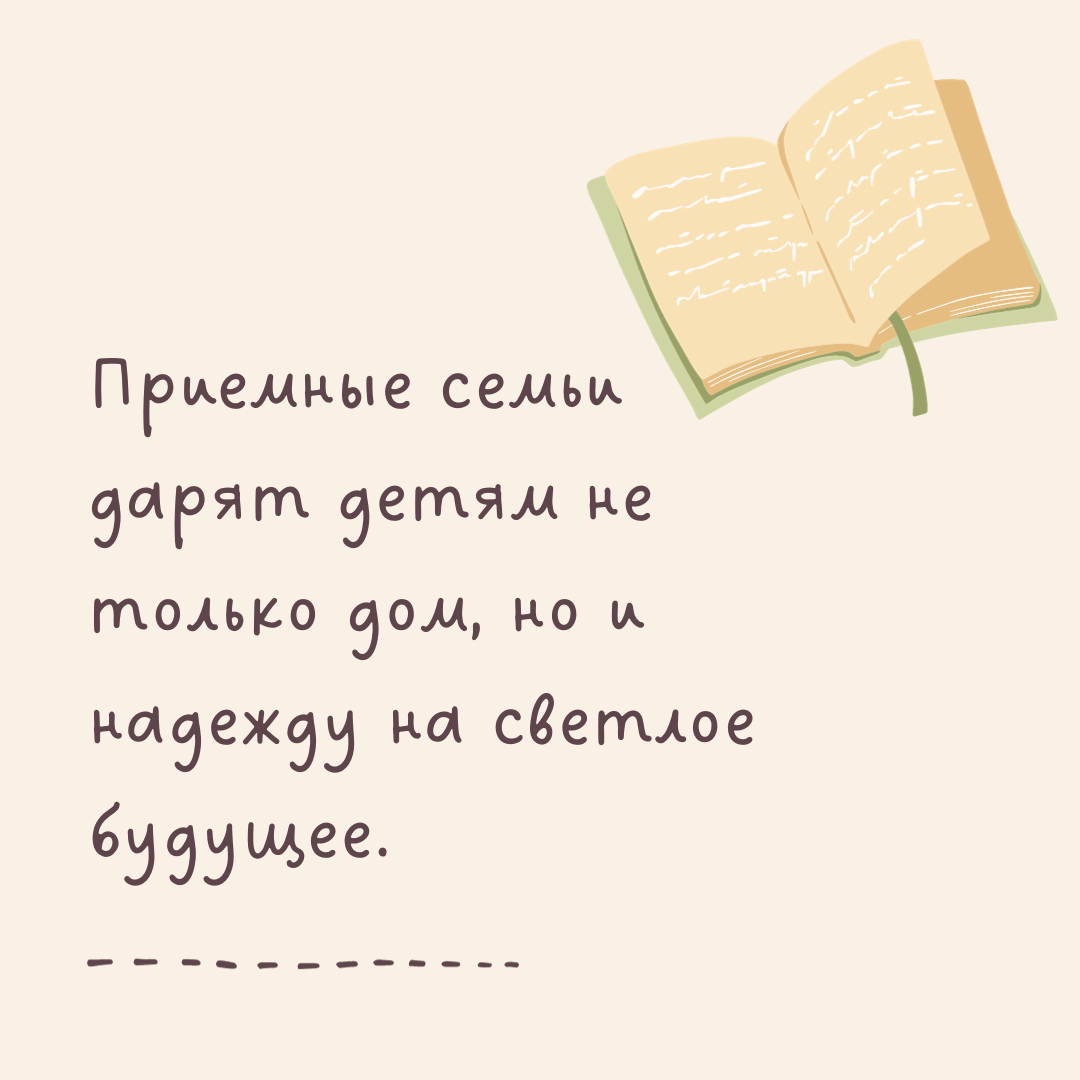 Приемные семьи
дарят детям не
только дом, но и
надежду на светлое
будущее.